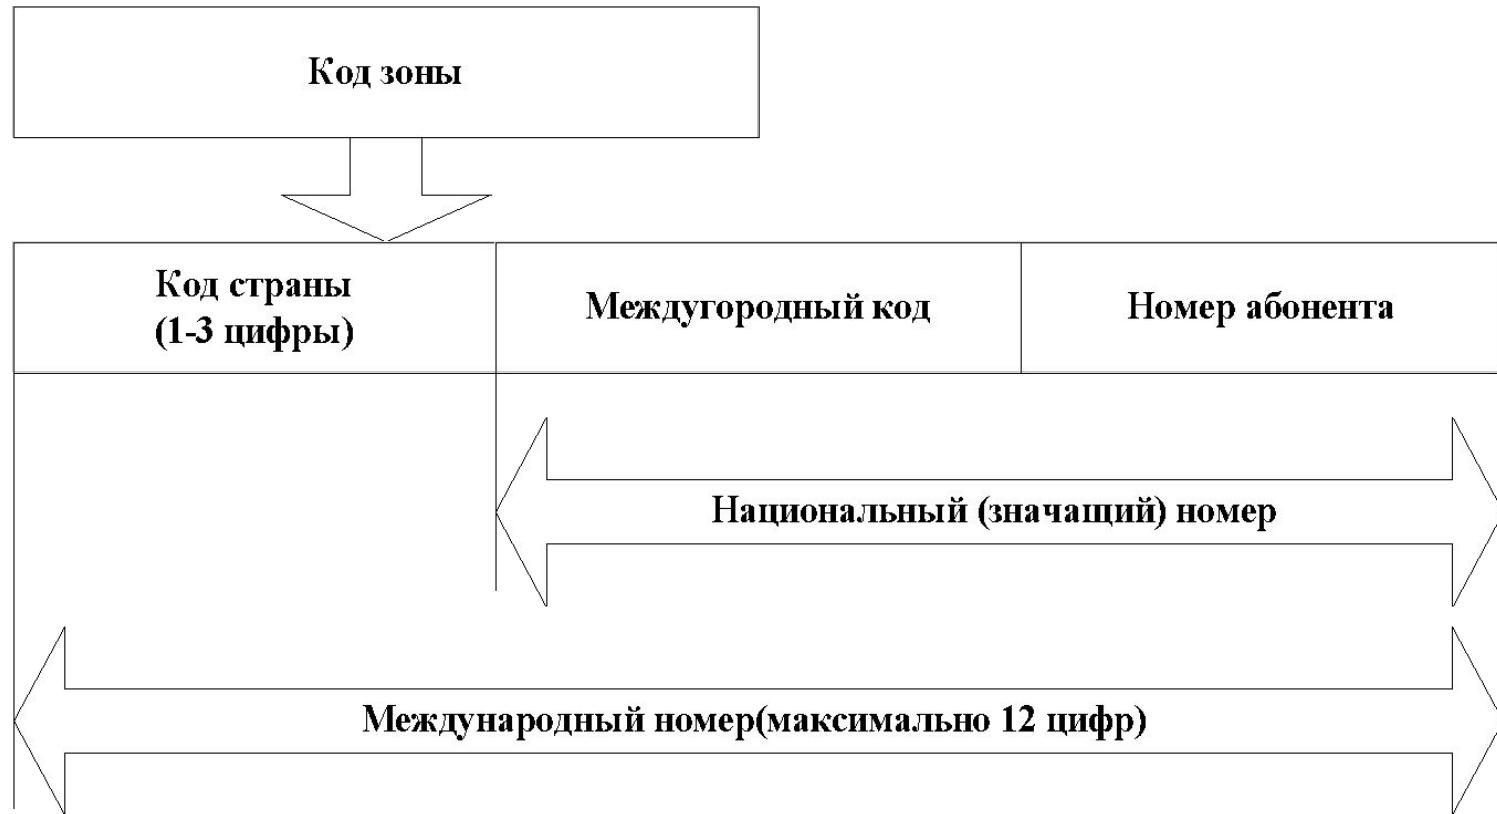 Код зоны
Код страны
(1-3 цифры)
Междугородный код
Номер абонента
Национальный (значащий) номер
Международный номер(максимально 12 цифр)